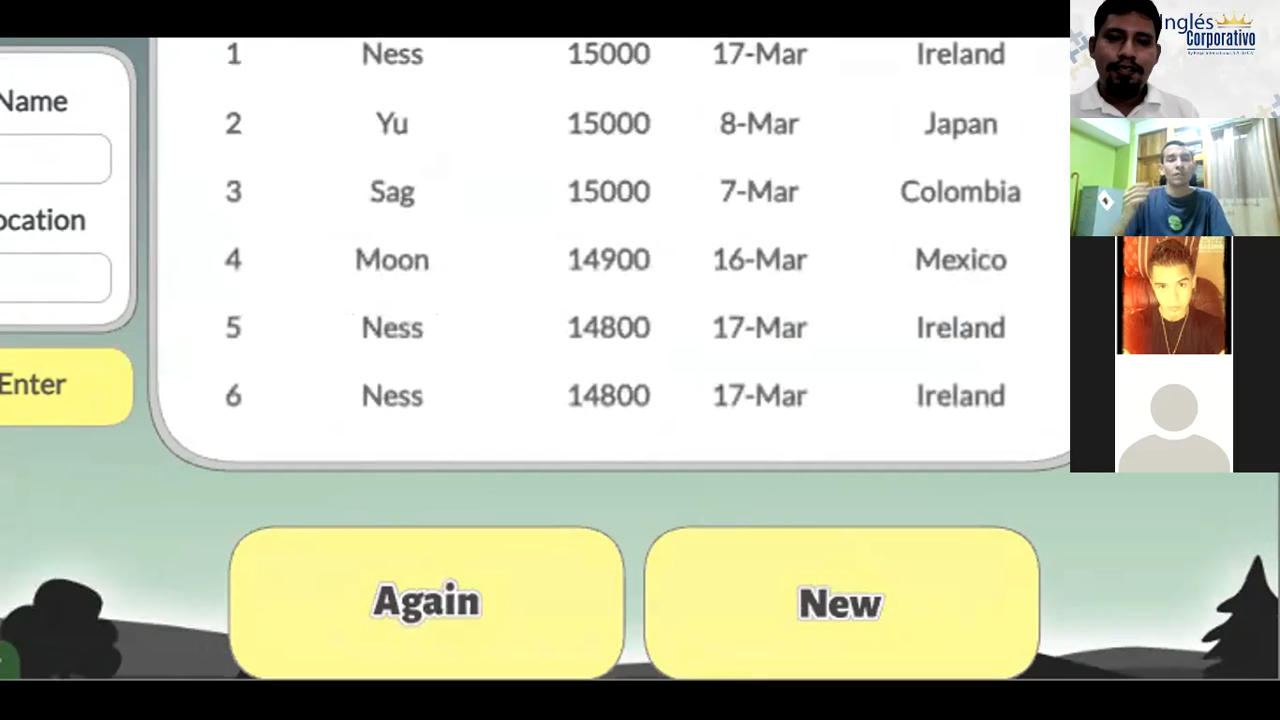 1 Ness 15000 17-Mar Ireland
2 Yu 15000 8-Mar Japan
3 Sag 15000 7-Mar Colombia
4 Moon 14900 16-Mar Mexico
5 Ness 14800 17-Mar Ireland
6 Ness 14800 17-Mar Ireland
Name
ocation
Enter
Again
New
Inglés
Corporativo